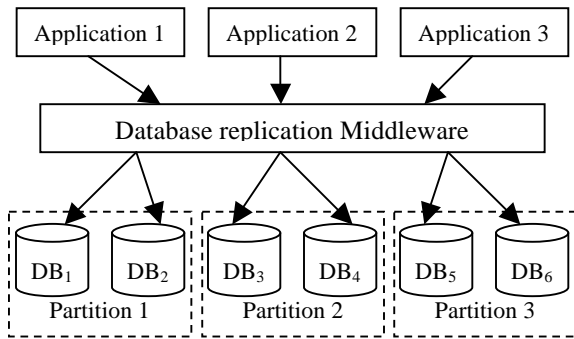 Application 1
Application 2
Application 3
Database replication Middleware
DB₁
DB₂
DB₃
DB₄
DB₅
DB₆
Partition 1
Partition 2
Partition 3